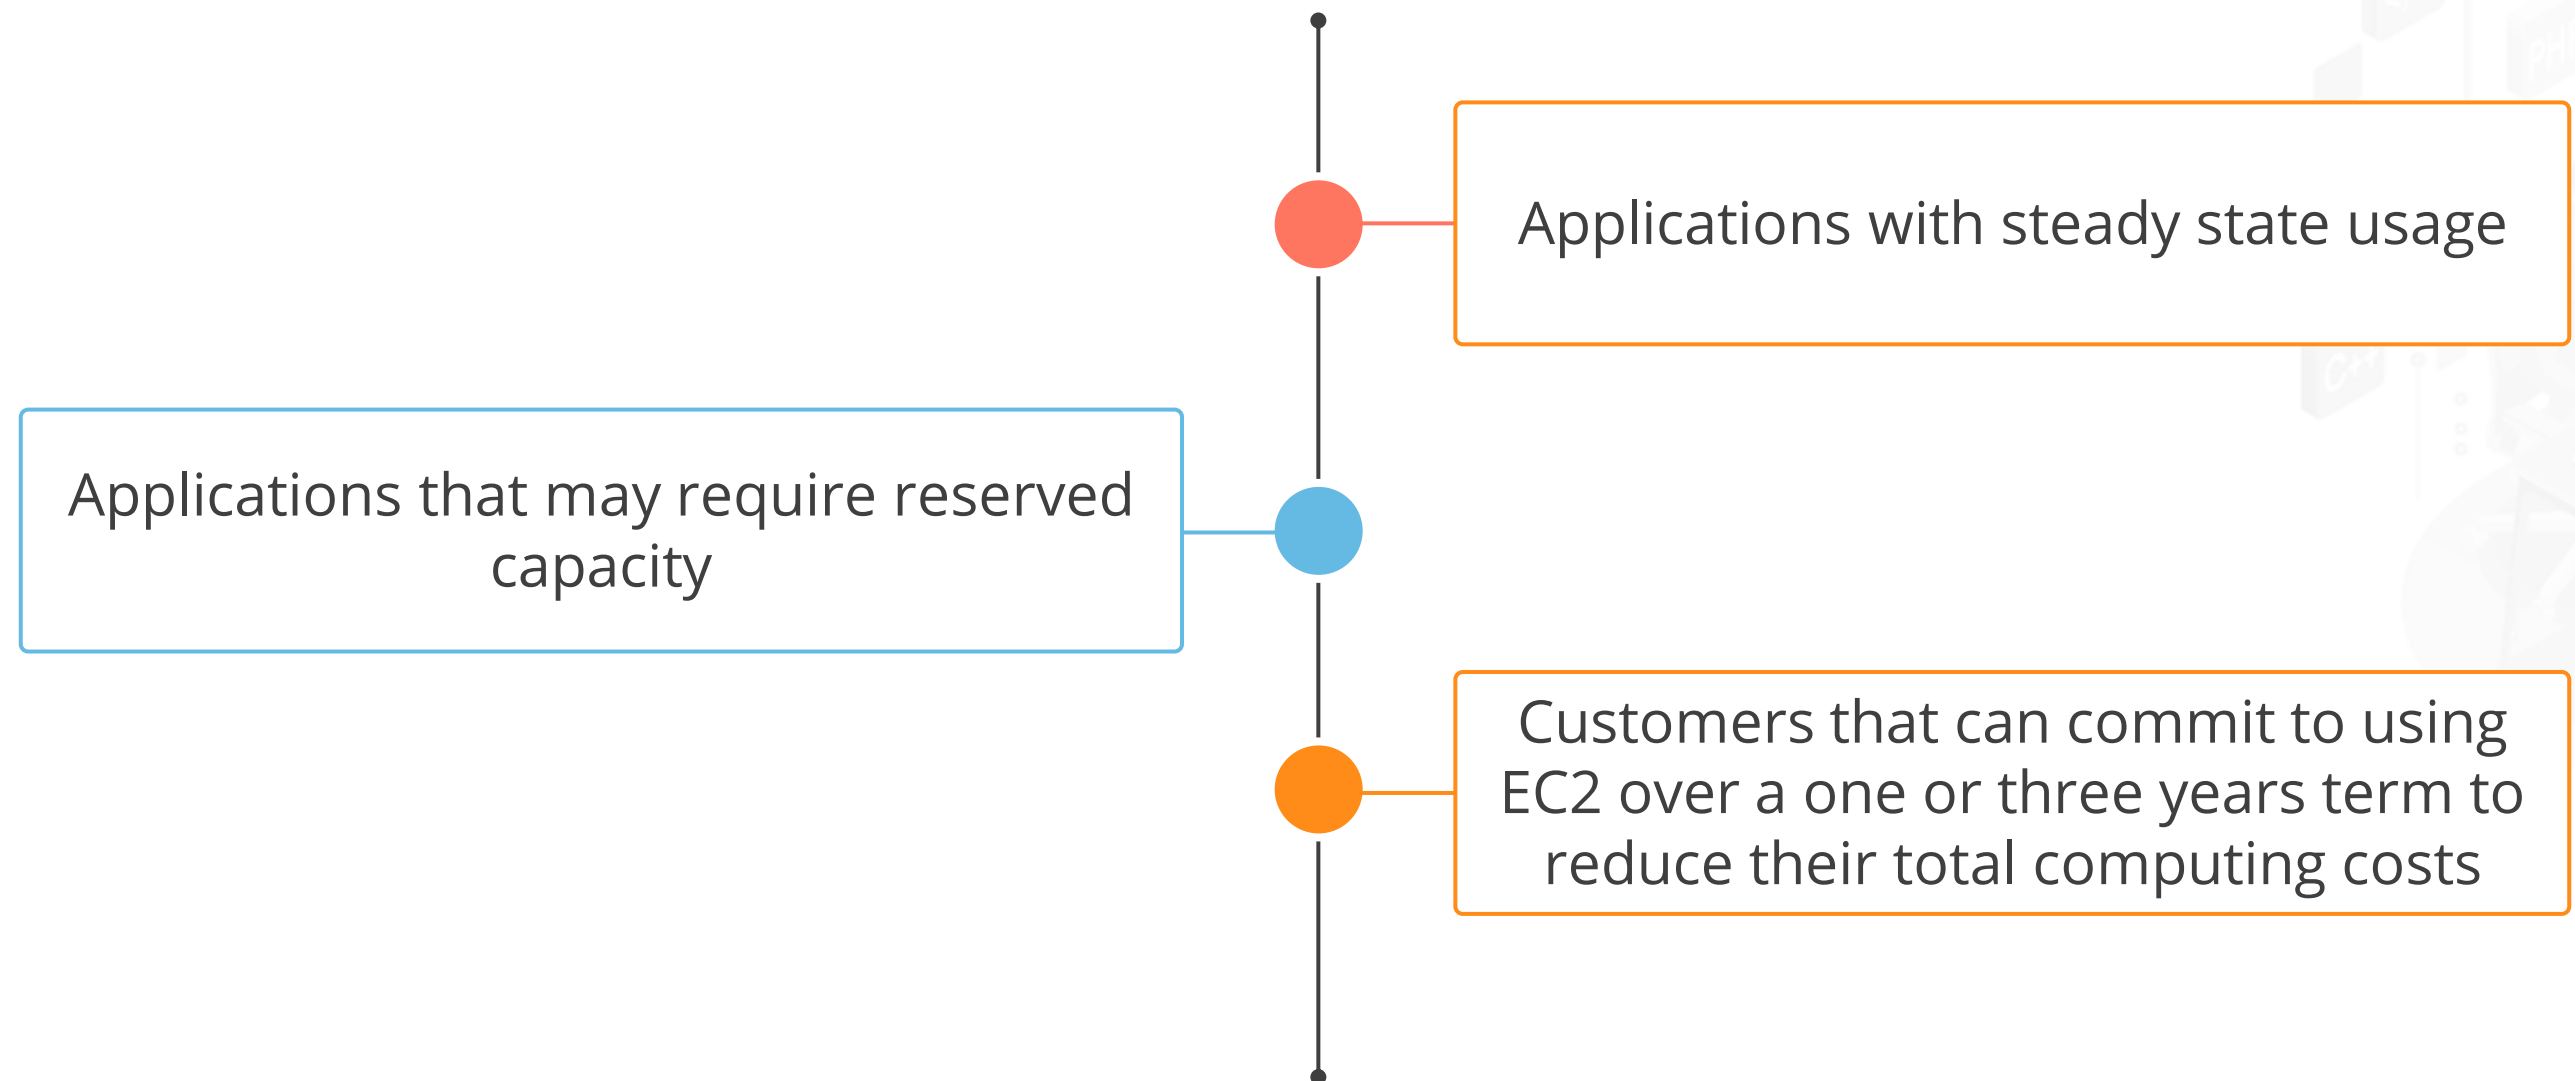 Applications with steady state usage
Applications that may require reserved
capacity
Customers that can commit to using
EC2 over a one or three years term to
reduce their total computing costs
C++